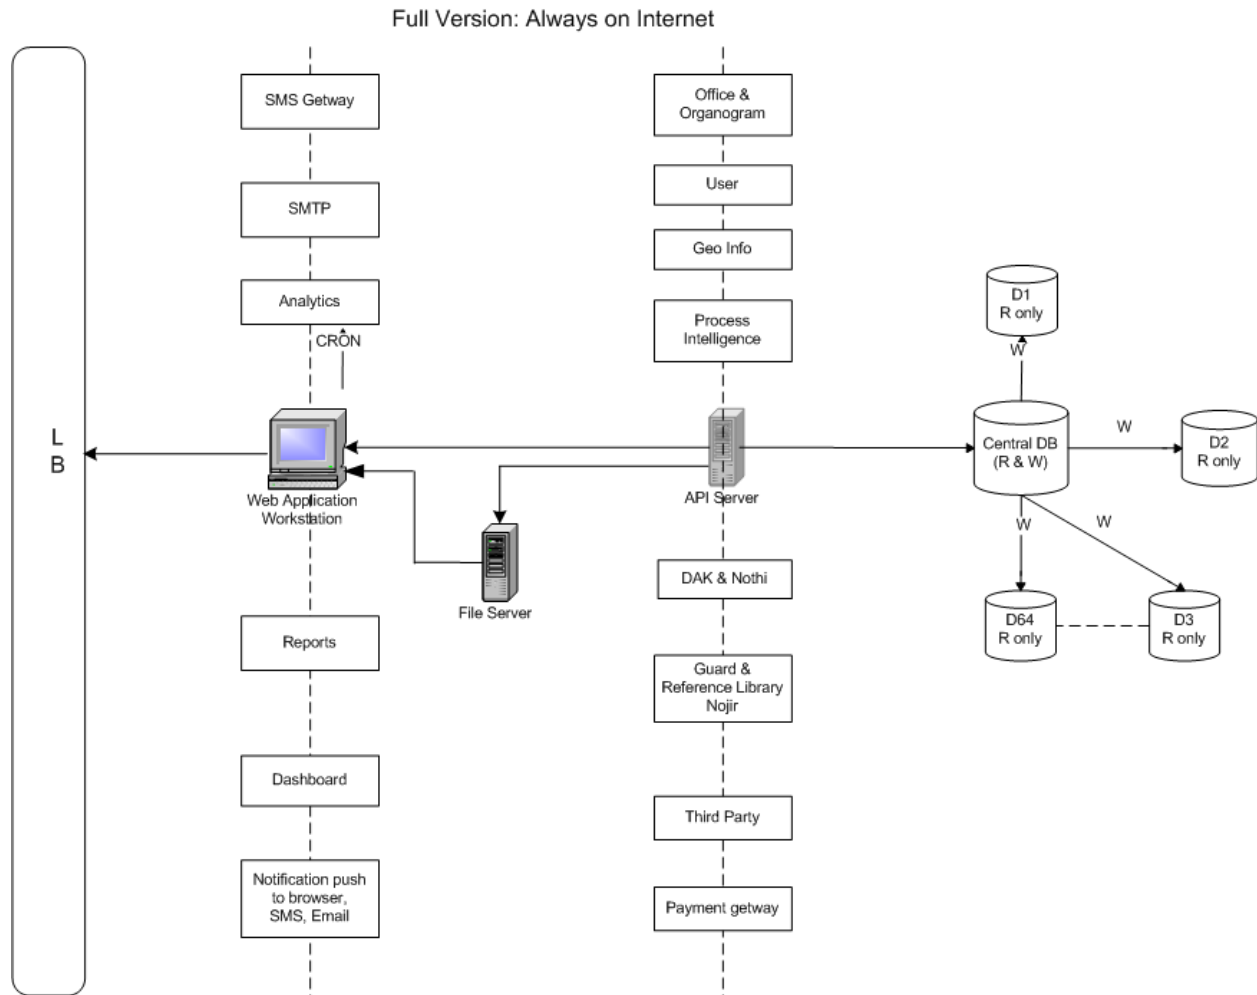 Full Version: Always on Internet
L
B
SMS Getway
SMTP
Analytics
CRON
Web Application
Workstation
Reports
Dashboard
Notification push
to browser,
SMS, Email
File Server
Office &
Organogram
User
Geo Info
Process
Intelligence
API Server
DAK & Nothi
Guard &
Reference Library
Nojir
Third Party
Payment getway
D1
R only
W
Central DB
(R & W)
W
D2
R only
W
W
D64
R only
D3
R only